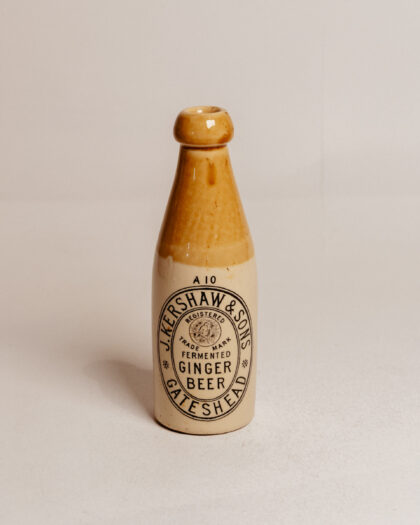 A 10
J. KERSHAW & SONS
REGISTERED
TRADE MARK
FERMENTED
GINGER
BEER
GATESHEAD